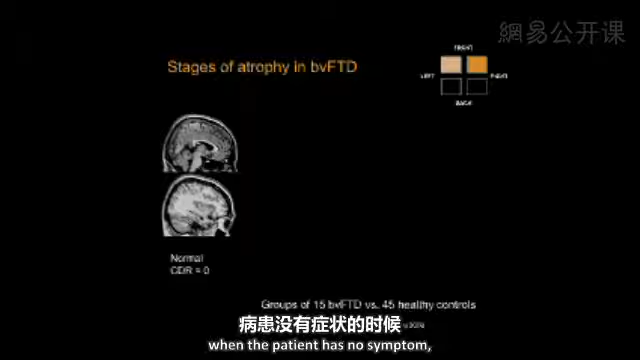 網易公开课
Stages of atrophy in bvFTD
FRONT
LEFT
RIGHT
BACK
Normal
CDR = 0
Groups of 15 bvFTD vs. 45 healthy controls
病患没有症状的时候
when the patient has no symptom,